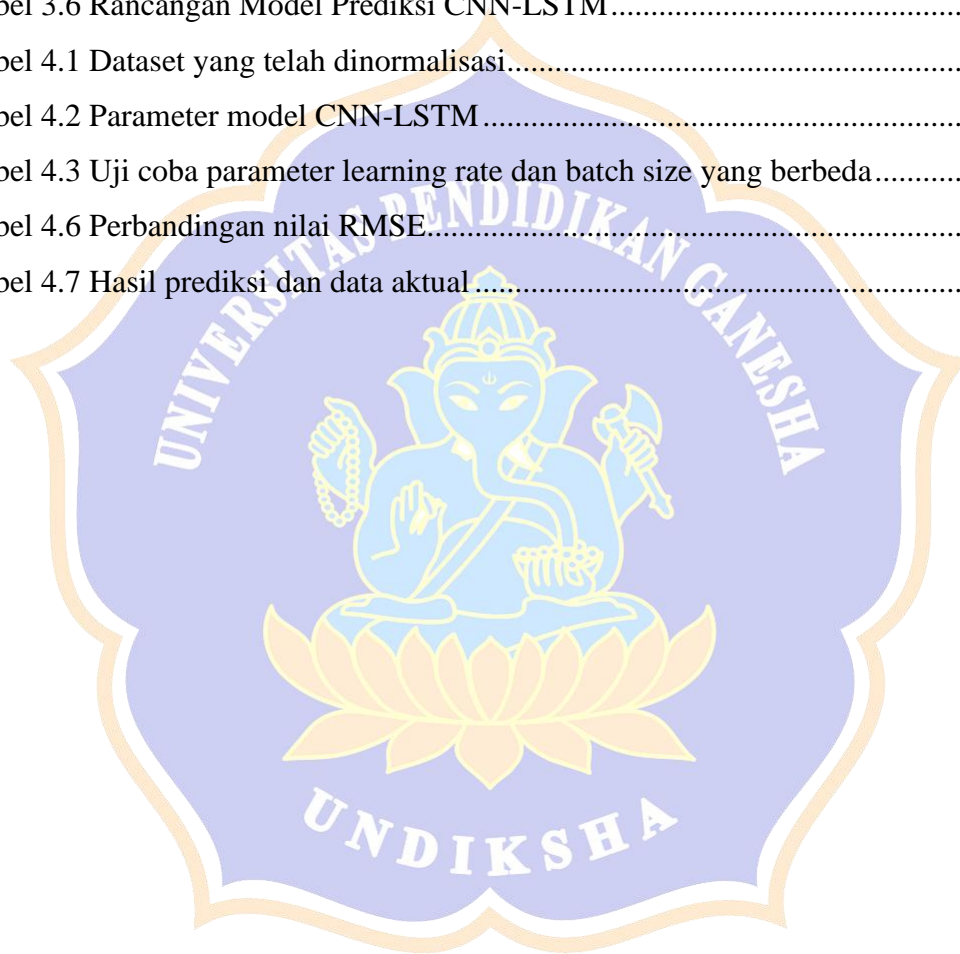 bel 3.6 Rancangan Model Prediksi CNN-LSTM.......................................
bel 4.1 Dataset yang telah dinormalisasi.......................................................
bel 4.2 Parameter model CNN-LSTM..........................................................
bel 4.3 Uji coba parameter learning rate dan batch size yang berbeda...........
bel 4.6 Perbandingan nilai RMSE.................................................................
bel 4.7 Hasil prediksi dan data aktual...........................................................
UNIVERSITAS PENDIDIKAN GANESHA
UNDIKSHA